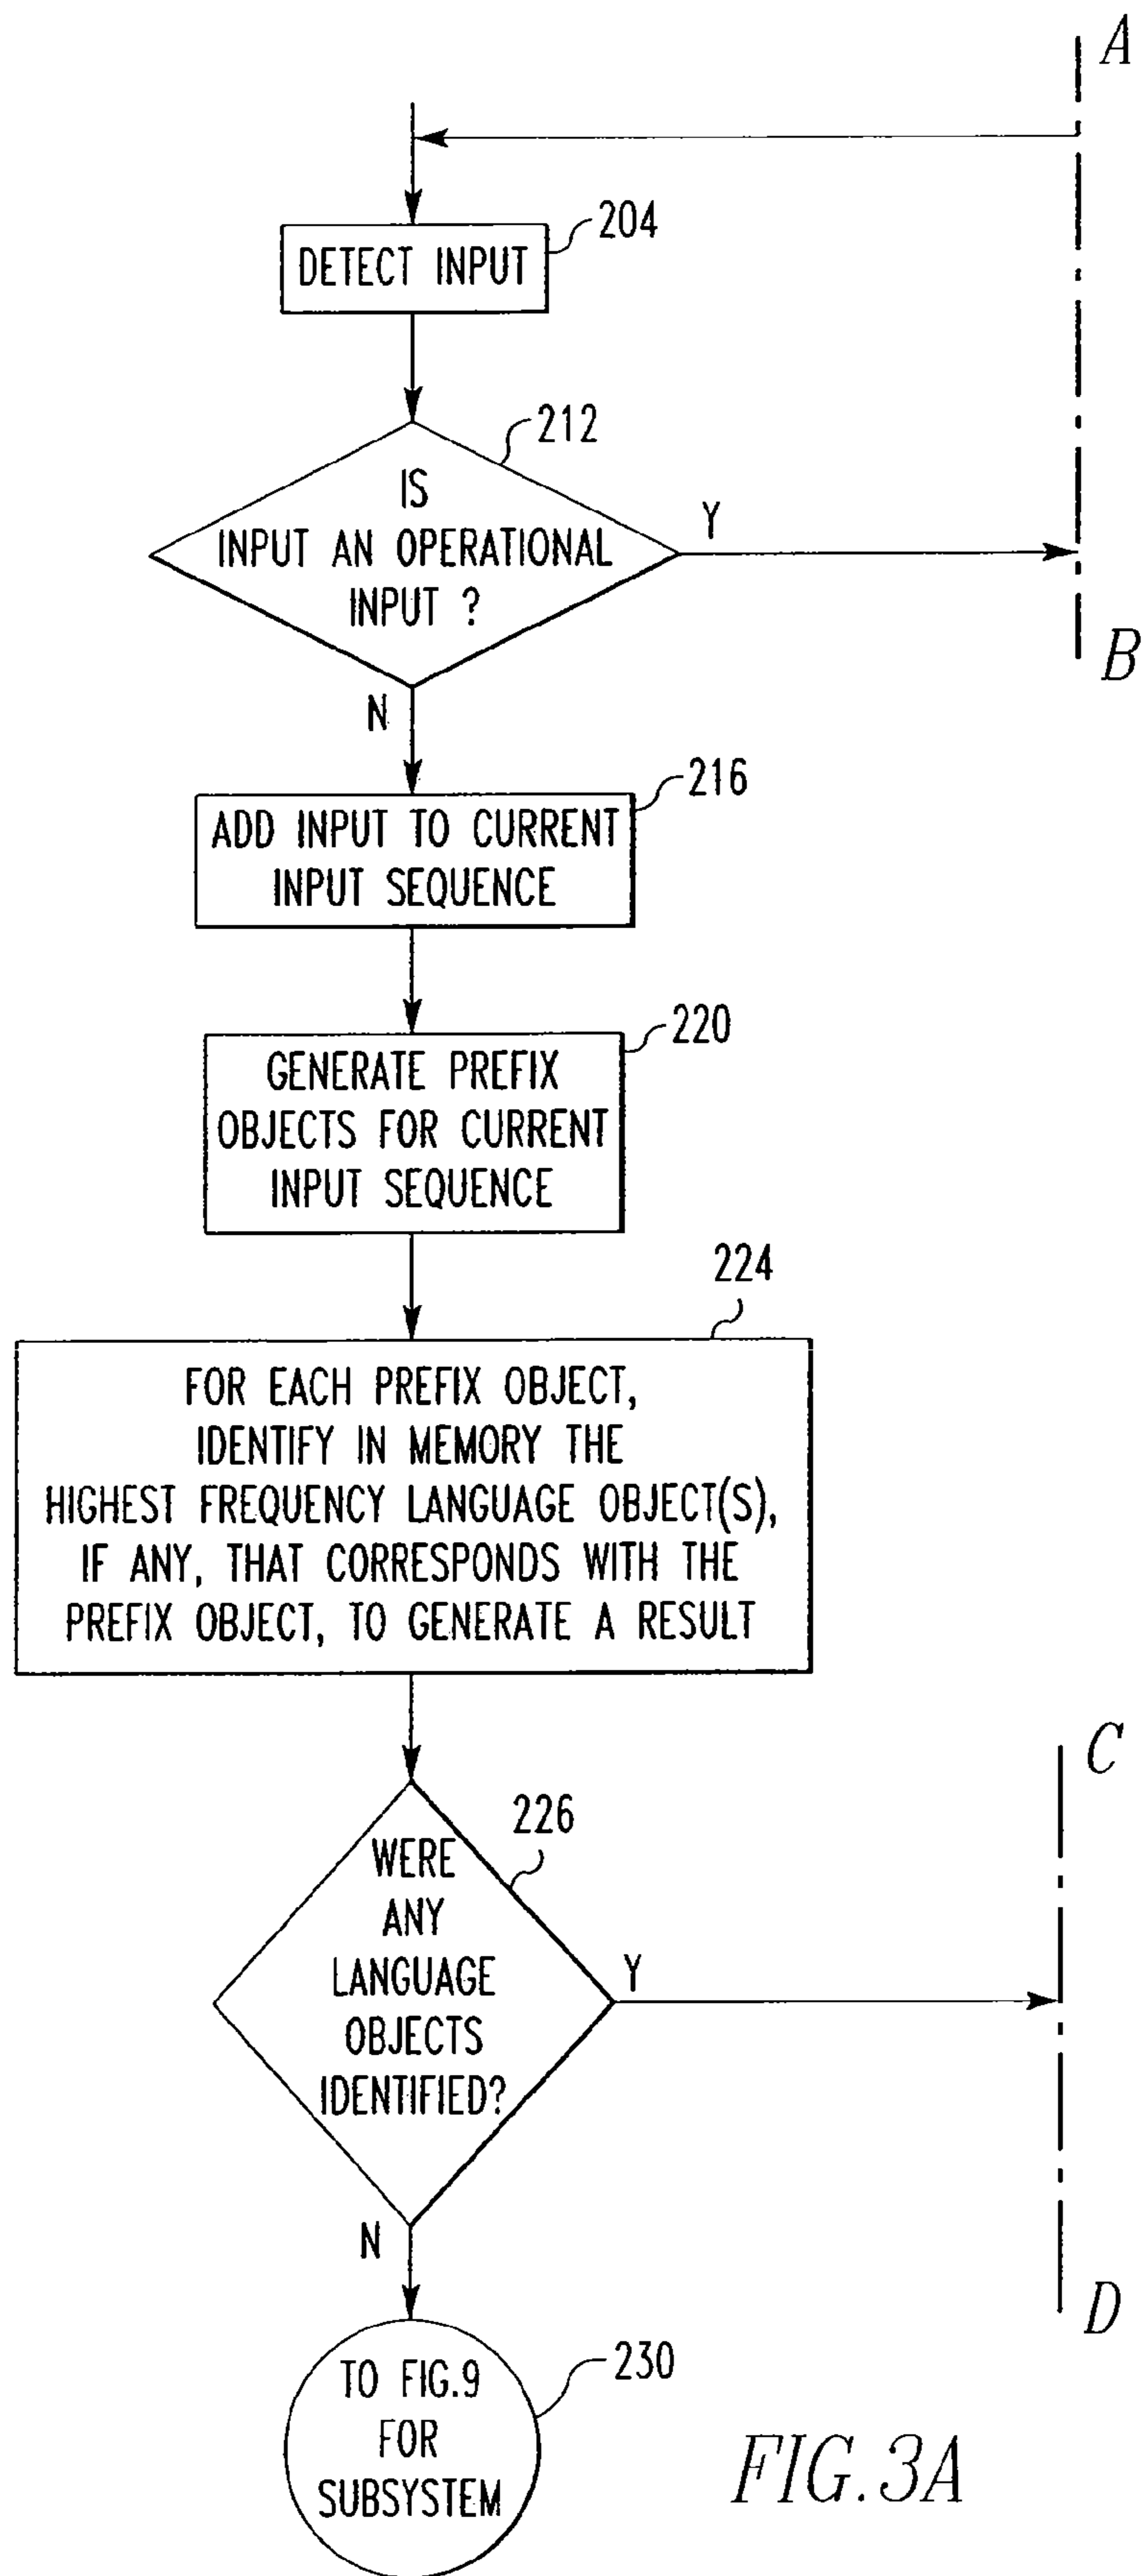 A
204
DETECT INPUT
212
IS
INPUT AN OPERATIONAL
INPUT ?
Y
B
N
216
ADD INPUT TO CURRENT
INPUT SEQUENCE
220
GENERATE PREFIX
OBJECTS FOR CURRENT
INPUT SEQUENCE
224
FOR EACH PREFIX OBJECT,
IDENTIFY IN MEMORY THE
HIGHEST FREQUENCY LANGUAGE OBJECT(S),
IF ANY, THAT CORRESPONDS WITH THE
PREFIX OBJECT, TO GENERATE A RESULT
C
226
WERE
ANY
LANGUAGE
OBJECTS
IDENTIFIED?
Y
N
D
230
TO FIG.9
FOR
SUBSYSTEM
FIG.3A